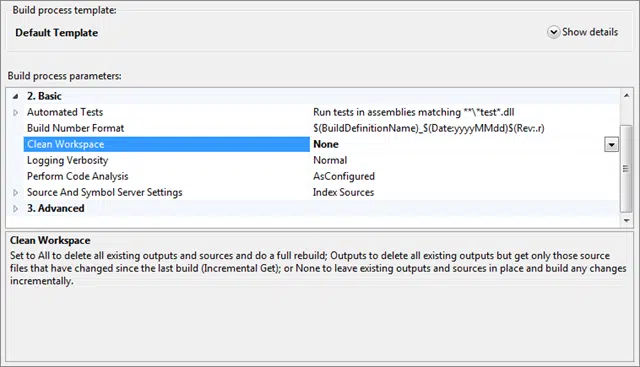 Build process template:
Default Template
Show details
Build process parameters:
2. Basic
Automated Tests Run tests in assemblies matching **\*test*.dll
Build Number Format $(BuildDefinitionName)_$(Date:yyyyMMdd)$(Rev:.r)
Clean Workspace None
Logging Verbosity Normal
Perform Code Analysis AsConfigured
Source And Symbol Server Settings Index Sources
3. Advanced
Clean Workspace
Set to All to delete all existing outputs and sources and do a full rebuild; Outputs to delete all existing outputs but get only those source
files that have changed since the last build (Incremental Get); or None to leave existing outputs and sources in place and build any changes
incrementally.